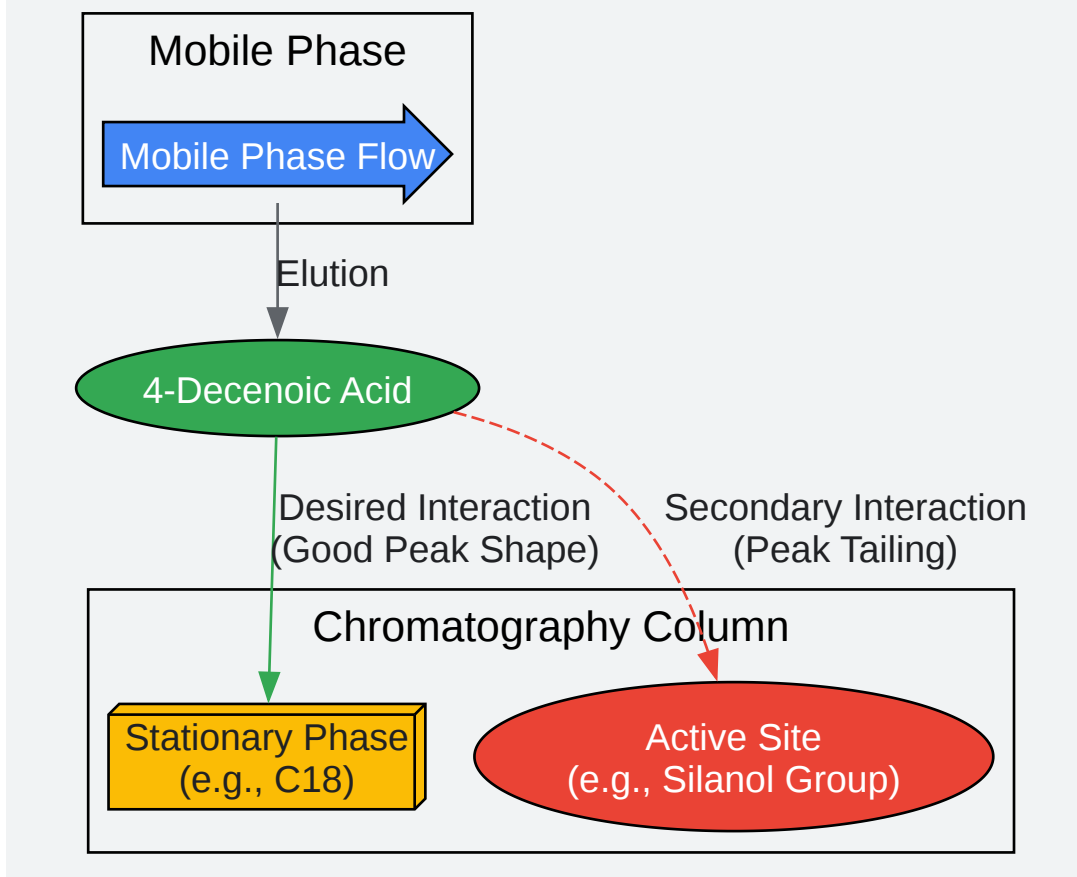 Mobile Phase
Mobile Phase Flow
Elution
4-Decenoic Acid
Desired Interaction
(Good Peak Shape)
Secondary Interaction
(Peak Tailing)
Chromatography Column
Stationary Phase
(e.g., C18)
Active Site
(e.g., Silanol Group)